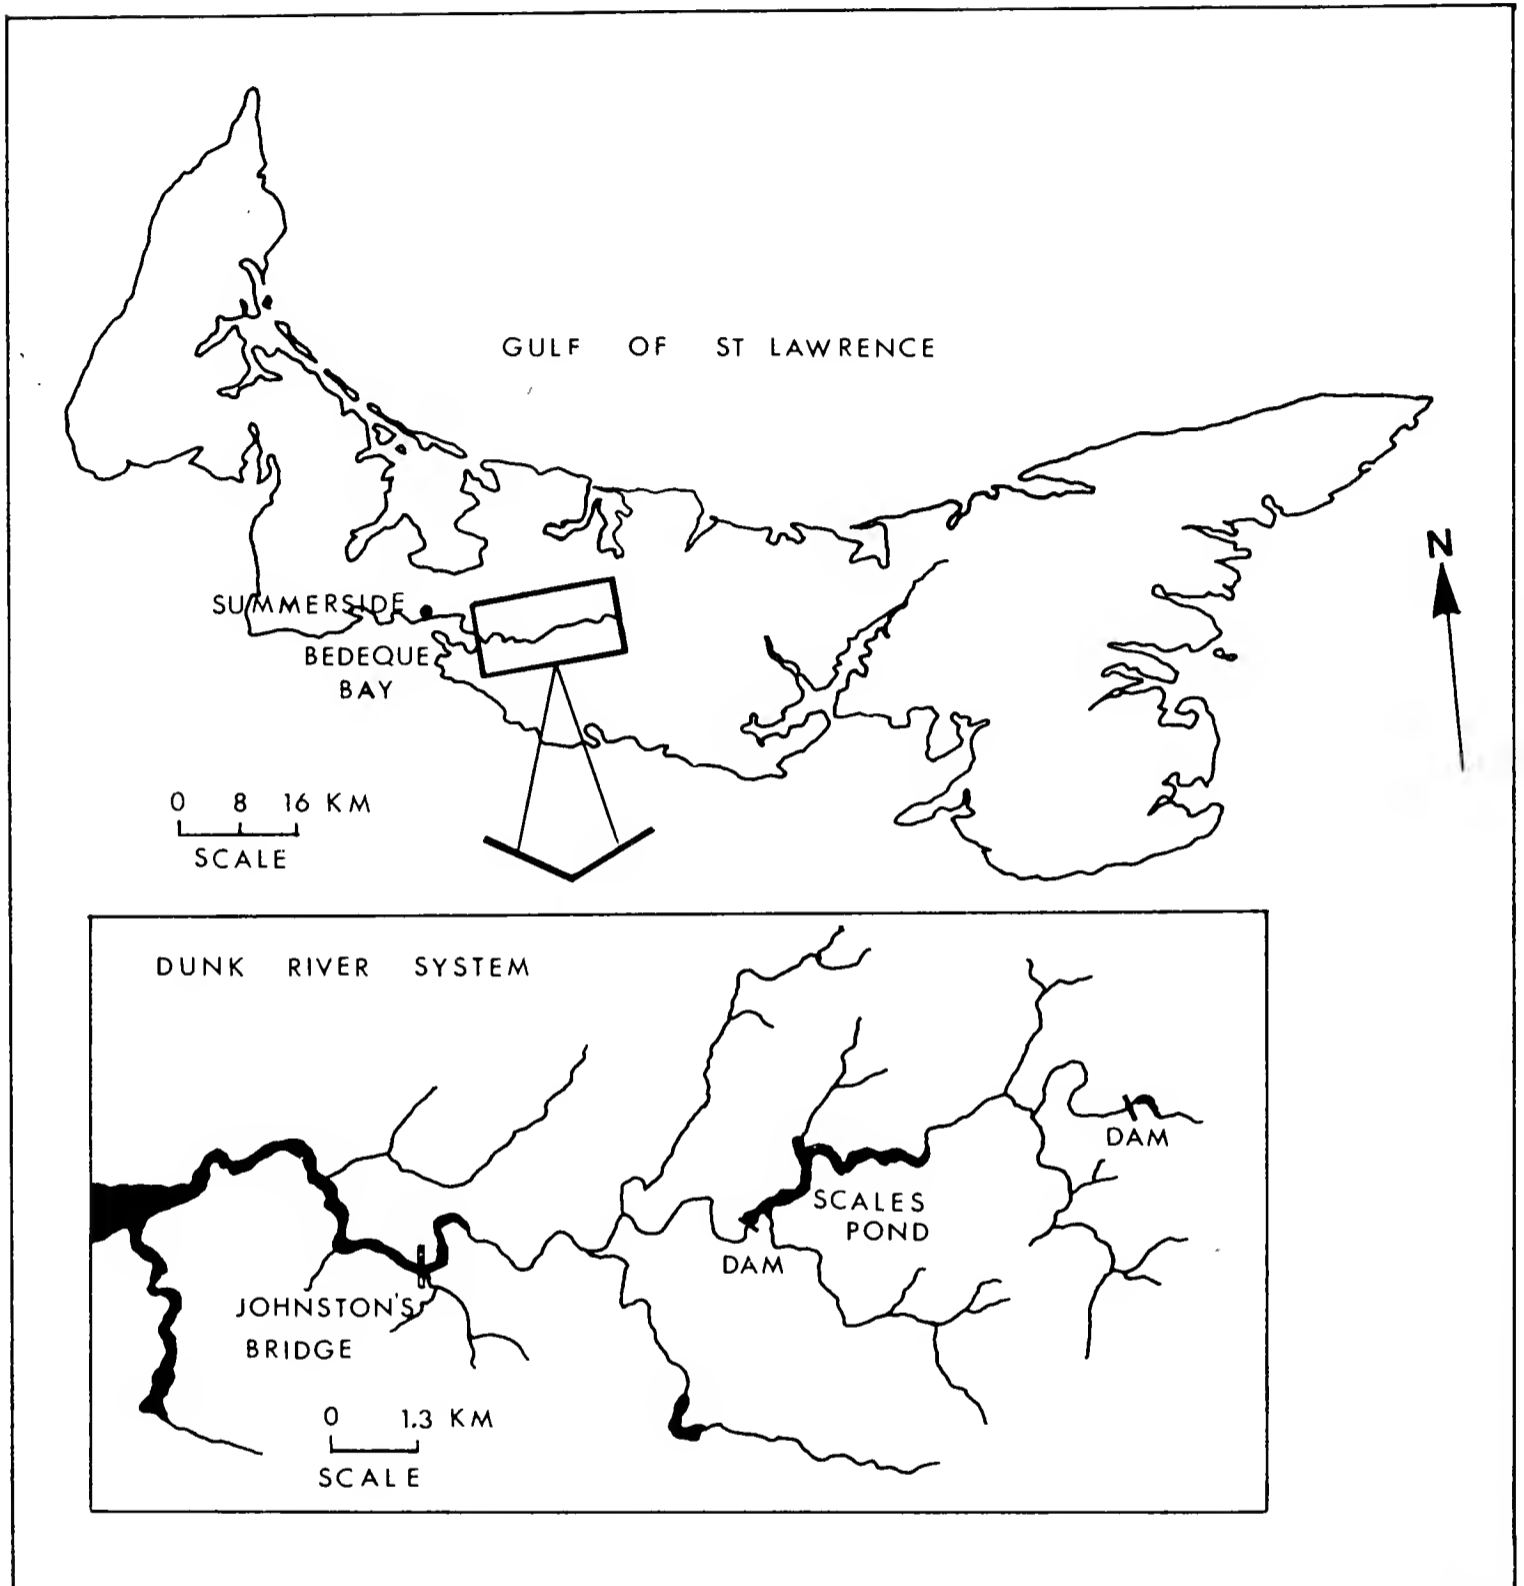 GULF OF ST LAWRENCE
N
SUMMERSIDE
BEDEQUE
BAY
0 8 16 KM
SCALE
DUNK RIVER SYSTEM
DAM
SCALES
POND
DAM
JOHNSTON'S
BRIDGE
0 1.3 KM
SCALE